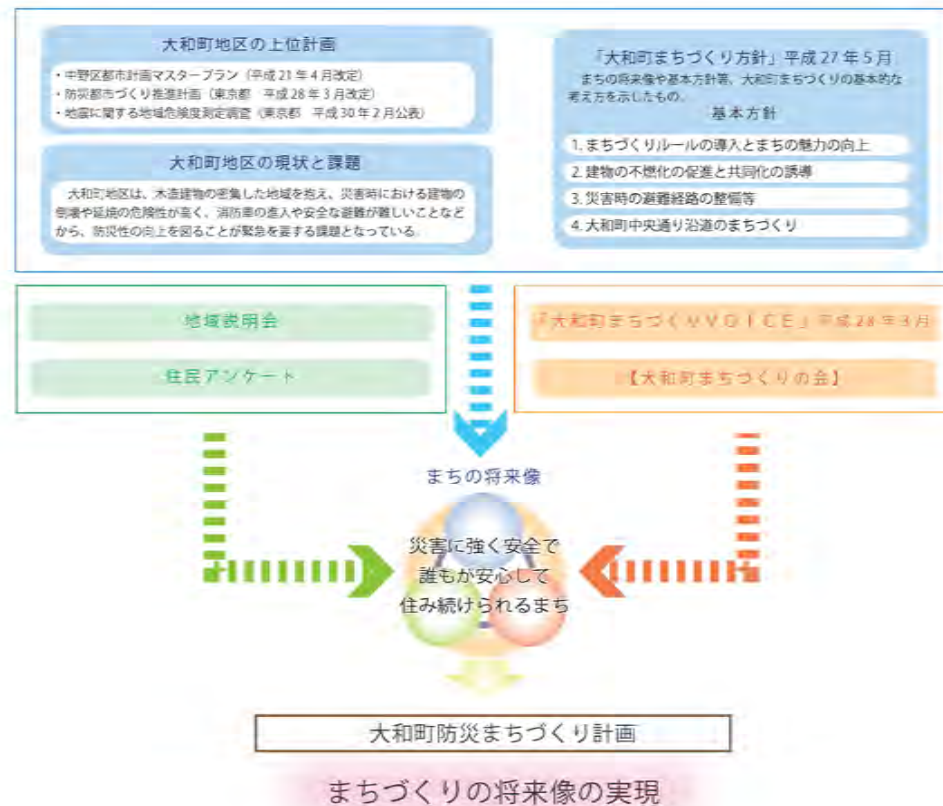 大和町地区の上位計画
・中野区都市計画マスタープラン（平成21年4月改定）
・防災都市づくり推進計画（東京都　平成28年3月改定）
・地震に関する地域危険度測定調査（東京都　平成30年2月公表）
大和町地区の現状と課題
大和町地区は、木造建物の密集した地域を抱え、災害時における建物の
倒壊や延焼の危険性が高く、消防車の進入や安全な避難が難しいことなど
から、防災性の向上を図ることが緊急を要する課題となっている
「大和町まちづくり方針」平成27年5月
まちの将来像や基本方針等、大和町まちづくりの基本的な
考え方を示したもの。
基本方針
1. まちづくりルールの導入とまちの魅力の向上
2. 建物の不燃化の促進と共同化の誘導
3. 災害時の避難経路の整備等
4. 大和町中央通り沿道のまちづくり
地域説明会
住民アンケート
「大和町まちづくりVOICE」平成28年3月
【大和町まちづくりの会】
まちの将来像
災害に強く安全で
誰もが安心して
住み続けられるまち
大和町防災まちづくり計画
まちづくりの将来像の実現